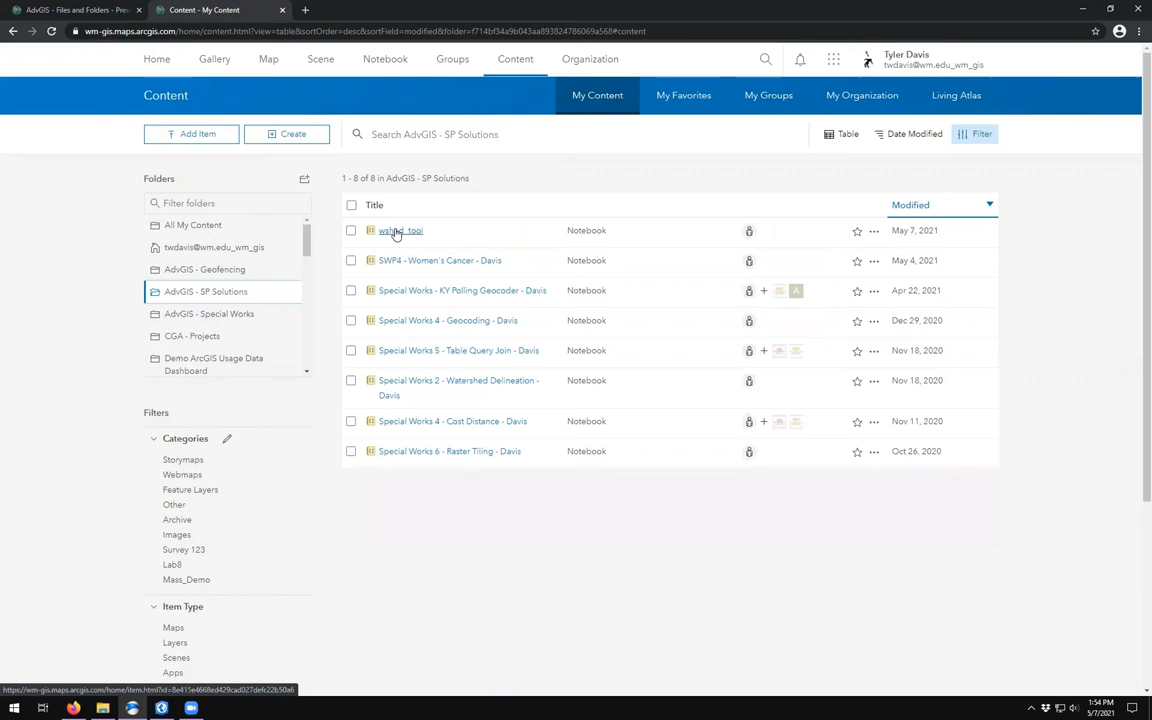 AdvGIS - Files and Folders - Prev
Content - My Content
wm-gis.maps.arcgis.com/home/content.html?view=table&sortOrder=desc&sortField=modified&folder=f714bf34a9b043aa893824786069a568#content
Home Gallery Map Scene Notebook Groups Content Organization
Tyler Davis
twdavis@wm.edu_wm_gis
Content
My Content My Favorites My Groups My Organization Living Atlas
Add Item Create Search AdvGIS - SP Solutions Table Date Modified Filter
Folders
1 - 8 of 8 in AdvGIS - SP Solutions
Filter folders
Title Modified
All My Content
twdavis@wm.edu_wm_gis
AdvGIS - Geofencing
AdvGIS - SP Solutions
AdvGIS - Special Works
CGA - Projects
Demo ArcGIS Usage Data
Dashboard
wshed_tool Notebook May 7, 2021
SWP4 - Women's Cancer - Davis Notebook May 4, 2021
Special Works - KY Polling Geocoder - Davis Notebook A Apr 22, 2021
Special Works 4 - Geocoding - Davis Notebook Dec 29, 2020
Special Works 5 - Table Query Join - Davis Notebook Nov 18, 2020
Special Works 2 - Watershed Delineation -
Davis
Notebook Nov 18, 2020
Special Works 4 - Cost Distance - Davis Notebook Nov 11, 2020
Special Works 6 - Raster Tiling - Davis Notebook Oct 26, 2020
Filters
Categories
Storymaps
Webmaps
Feature Layers
Other
Archive
Images
Survey 123
Lab8
Mass_Demo
Item Type
Maps
Layers
Scenes
Apps
https://wm-gis.maps.arcgis.com/home/item.html?id=8e415e4668ed429cad027defc22b50a6
1:54 PM
5/7/2021